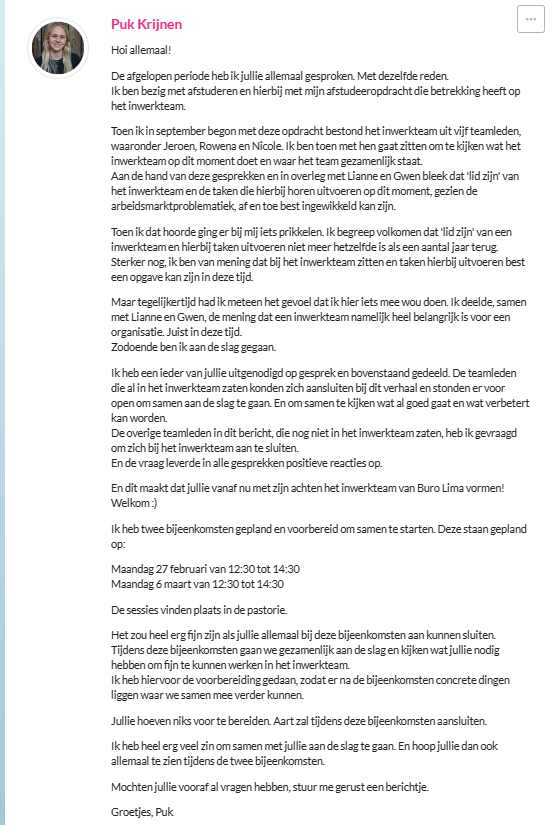 Puk Krijnen
Hoi allemaal!
De afgelopen periode heb ik jullie allemaal gesproken. Met dezelfde reden.
Ik ben bezig met afstuderen en hierbij met mijn afstudeeropdracht die betrekking heeft op
het inwerkteam.
Toen ik in september begon met deze opdracht bestond het inwerkteam uit vijf teamleden,
waaronder Jeroen, Rowena en Nicole. Ik ben toen met hen gaat zitten om te kijken wat het
inwerkteam op dit moment doet en waar het team gezamenlijk staat.
Aan de hand van deze gesprekken en in overleg met Lianne en Gwen bleek dat 'lid zijn' van
het inwerkteam en de taken die hierbij horen uitvoeren op dit moment, gezien de
arbeidsmarktproblematiek, af en toe best ingewikkeld kan zijn.
Toen ik dat hoorde ging er bij mij iets prikkelen. Ik begreep volkomen dat 'lid zijn' van een
inwerkteam en hierbij taken uitvoeren niet meer hetzelfde is als een aantal jaar terug.
Sterker nog, ik ben van mening dat bij het inwerkteam zitten en taken hierbij uitvoeren best
een opgave kan zijn in deze tijd.
Maar tegelijkertijd had ik meteen het gevoel dat ik hier iets mee wou doen. Ik deelde, samen
met Lianne en Gwen, de mening dat een inwerkteam namelijk heel belangrijk is voor een
organisatie. Juist in deze tijd.
Zodoende ben ik aan de slag gegaan.
Ik heb een ieder van jullie uitgenodigd op gesprek en bovenstaand gedeeld. De teamleden
die al in het inwerkteam zaten konden zich aansluiten bij dit verhaal en stonden er voor
open om samen aan de slag te gaan. En om samen te kijken wat al goed gaat en wat verbetert
kan worden.
De overige teamleden in dit bericht, die nog niet in het inwerkteam zaten, heb ik gevraagd
om zich bij het inwerkteam aan te sluiten.
En de vraag leverde in alle gesprekken positieve reacties op.
En dit maakt dat jullie vanaf nu met zijn achten het inwerkteam van Buro Lima vormen!
Welkom :)
Ik heb twee bijeenkomsten gepland en voorbereid om samen te starten. Deze staan gepland
op:
Maandag 27 februari van 12:30 tot 14:30
Maandag 6 maart van 12:30 tot 14:30
De sessies vinden plaats in de pastorie.
Het zou heel erg fijn zijn als jullie allemaal bij deze bijeenkomsten aan kunnen sluiten.
Tijdens deze bijeenkomsten gaan we gezamenlijk aan de slag en kijken wat jullie nodig
hebben om fijn te kunnen werken in het inwerkteam.
Ik heb hiervoor de voorbereiding gedaan, zodat er na de bijeenkomsten concrete dingen
liggen waar we samen mee verder kunnen.
Jullie hoeven niks voor te bereiden. Aart zal tijdens deze bijeenkomsten aansluiten.
Ik heb heel erg veel zin om samen met jullie aan de slag te gaan. En hoop jullie dan ook
allemaal te zien tijdens de twee bijeenkomsten.
Mochten jullie vooraf al vragen hebben, stuur me gerust een berichtje.
Groetjes, Puk